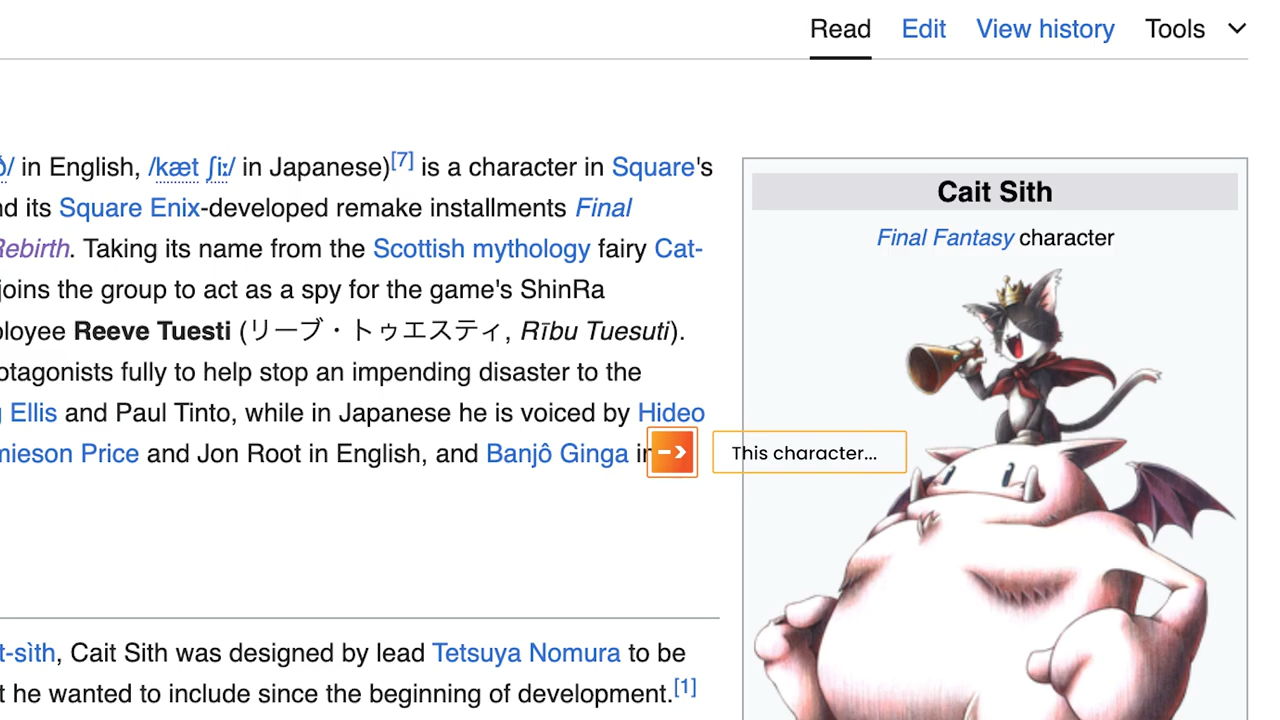 Read Edit View history Tools
ð/ in English, /kæt ʃiː/ in Japanese)[7] is a character in Square's
nd its Square Enix-developed remake installments Final
Rebirth. Taking its name from the Scottish mythology fairy Cat-
joins the group to act as a spy for the game's ShinRa
ployee Reeve Tuesti (リーブ・トゥエスティ, Rību Tuesuti).
otagonists fully to help stop an impending disaster to the
g Ellis and Paul Tinto, while in Japanese he is voiced by Hideo
mieson Price and Jon Root in English, and Banjô Ginga in
t-sìth, Cait Sith was designed by lead Tetsuya Nomura to be
t he wanted to include since the beginning of development.[1]
Cait Sith
Final Fantasy character
This character...